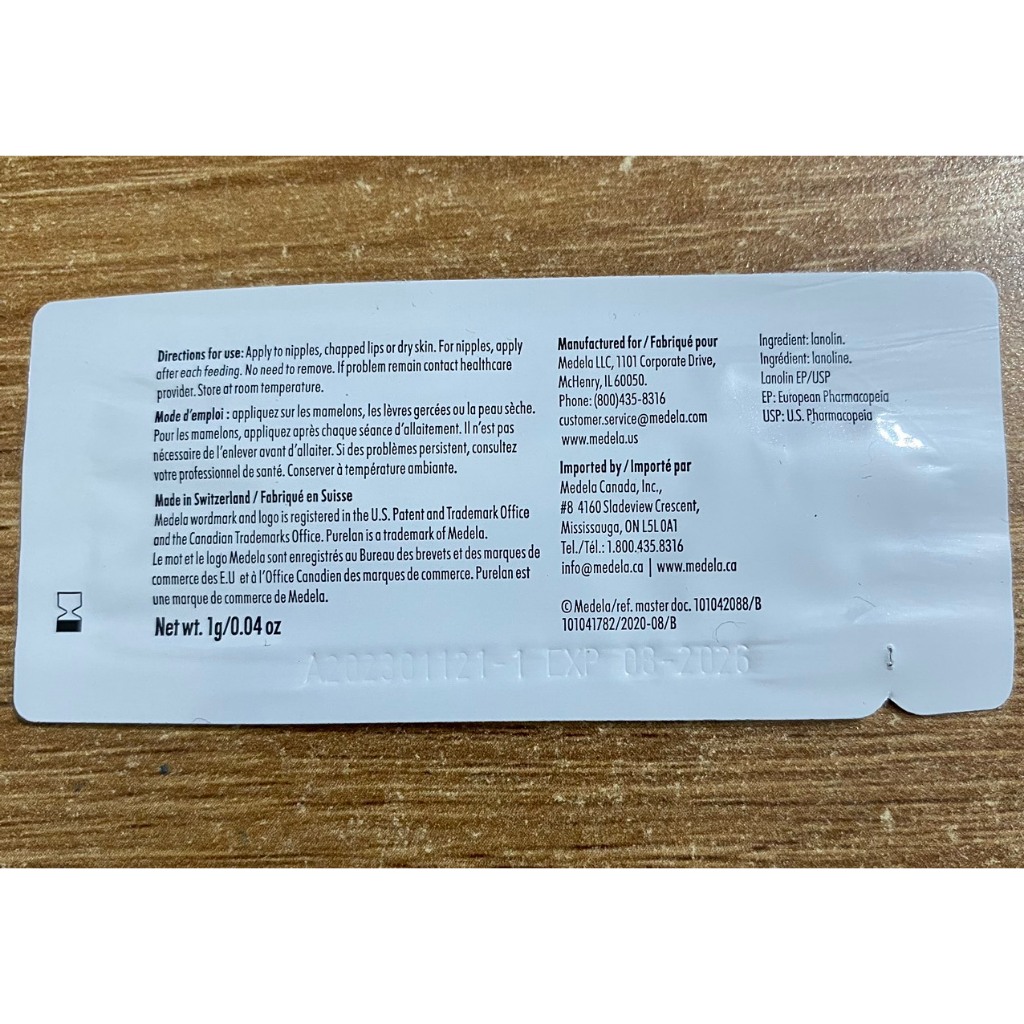 Directions for use: Apply to nipples, chapped lips or dry skin. For nipples, apply
after each feeding. No need to remove. If problem remain contact healthcare
provider. Store at room temperature.
Mode d'emploi : appliquez sur les mamelons, les lèvres gercées ou la peau sèche.
Pour les mamelons, appliquez après chaque séance d'allaitement. Il n'est pas
nécessaire de l'enlever avant d'allaiter. Si des problèmes persistent, consultez
votre professionnel de santé. Conserver à température ambiante.
Made in Switzerland / Fabriqué en Suisse
Medela wordmark and logo is registered in the U.S. Patent and Trademark Office
and the Canadian Trademarks Office. Purelan is a trademark of Medela.
Le mot et le logo Medela sont enregistrés au Bureau des brevets et des marques de
commerce des E.U et à l'Office Canadien des marques de commerce. Purelan est
une marque de commerce de Medela.
Net wt. 1g/0.04 oz
Manufactured for / Fabriqué pour
Medela LLC, 1101 Corporate Drive,
McHenry, IL 60050.
Phone: (800)435-8316
customer.service@medela.com
www.medela.us
Imported by / Importé par
Medela Canada, Inc.,
#8 4160 Sladeview Crescent,
Mississauga, ON L5L 0A1
Tel./Tél.: 1.800.435.8316
info@medela.ca | www.medela.ca
© Medela/ref. master doc. 101042088/B
101041782/2020-08/B
Ingredient: lanolin.
Ingrédient: lanoline.
Lanolin EP/USP
EP: European Pharmacopeia
USP: U.S. Pharmacopeia
A202301121-1 EXP 08-2026